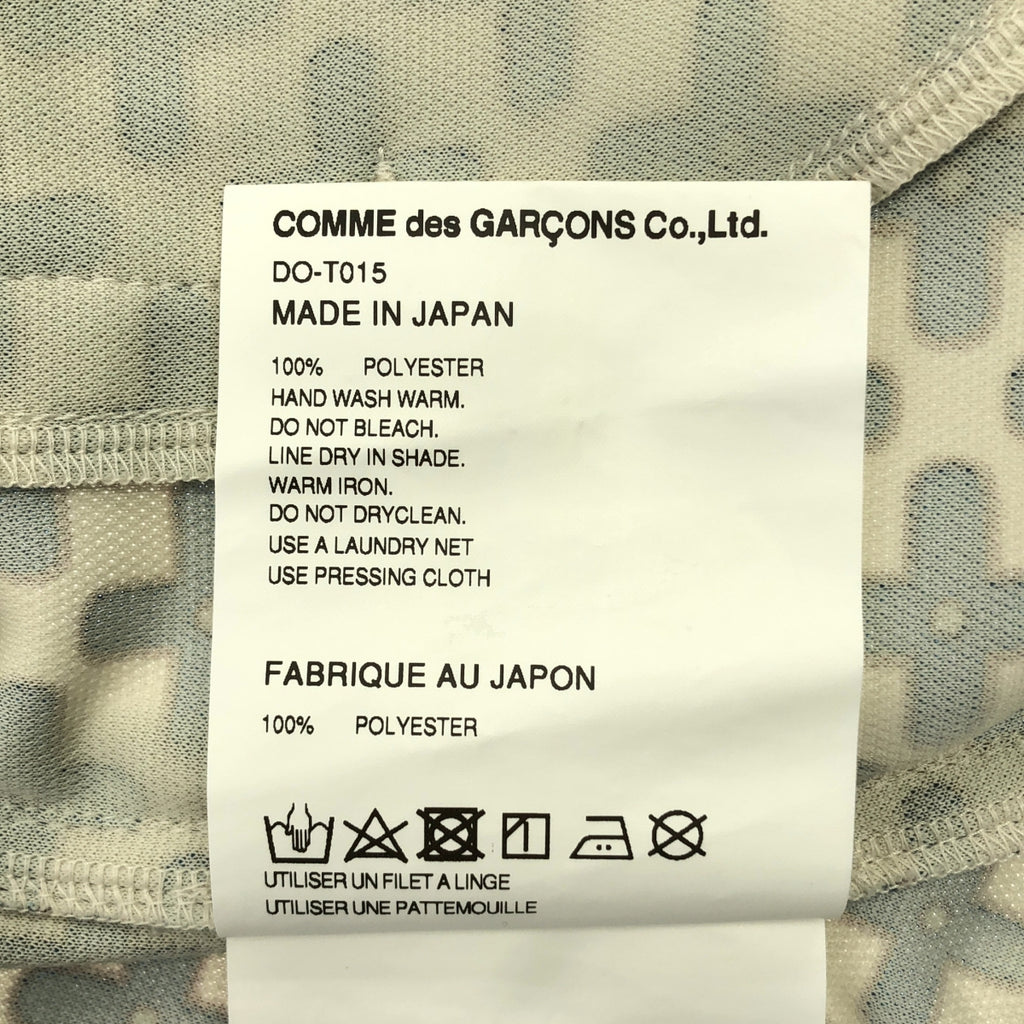 COMME des GARÇONS Co.,Ltd.
DO-T015
MADE IN JAPAN
100% POLYESTER
HAND WASH WARM.
DO NOT BLEACH.
LINE DRY IN SHADE.
WARM IRON.
DO NOT DRYCLEAN.
USE A LAUNDRY NET
USE PRESSING CLOTH
FABRIQUE AU JAPON
100% POLYESTER
UTILISER UN FILET A LINGE
UTILISER UNE PATTEMOUILLE